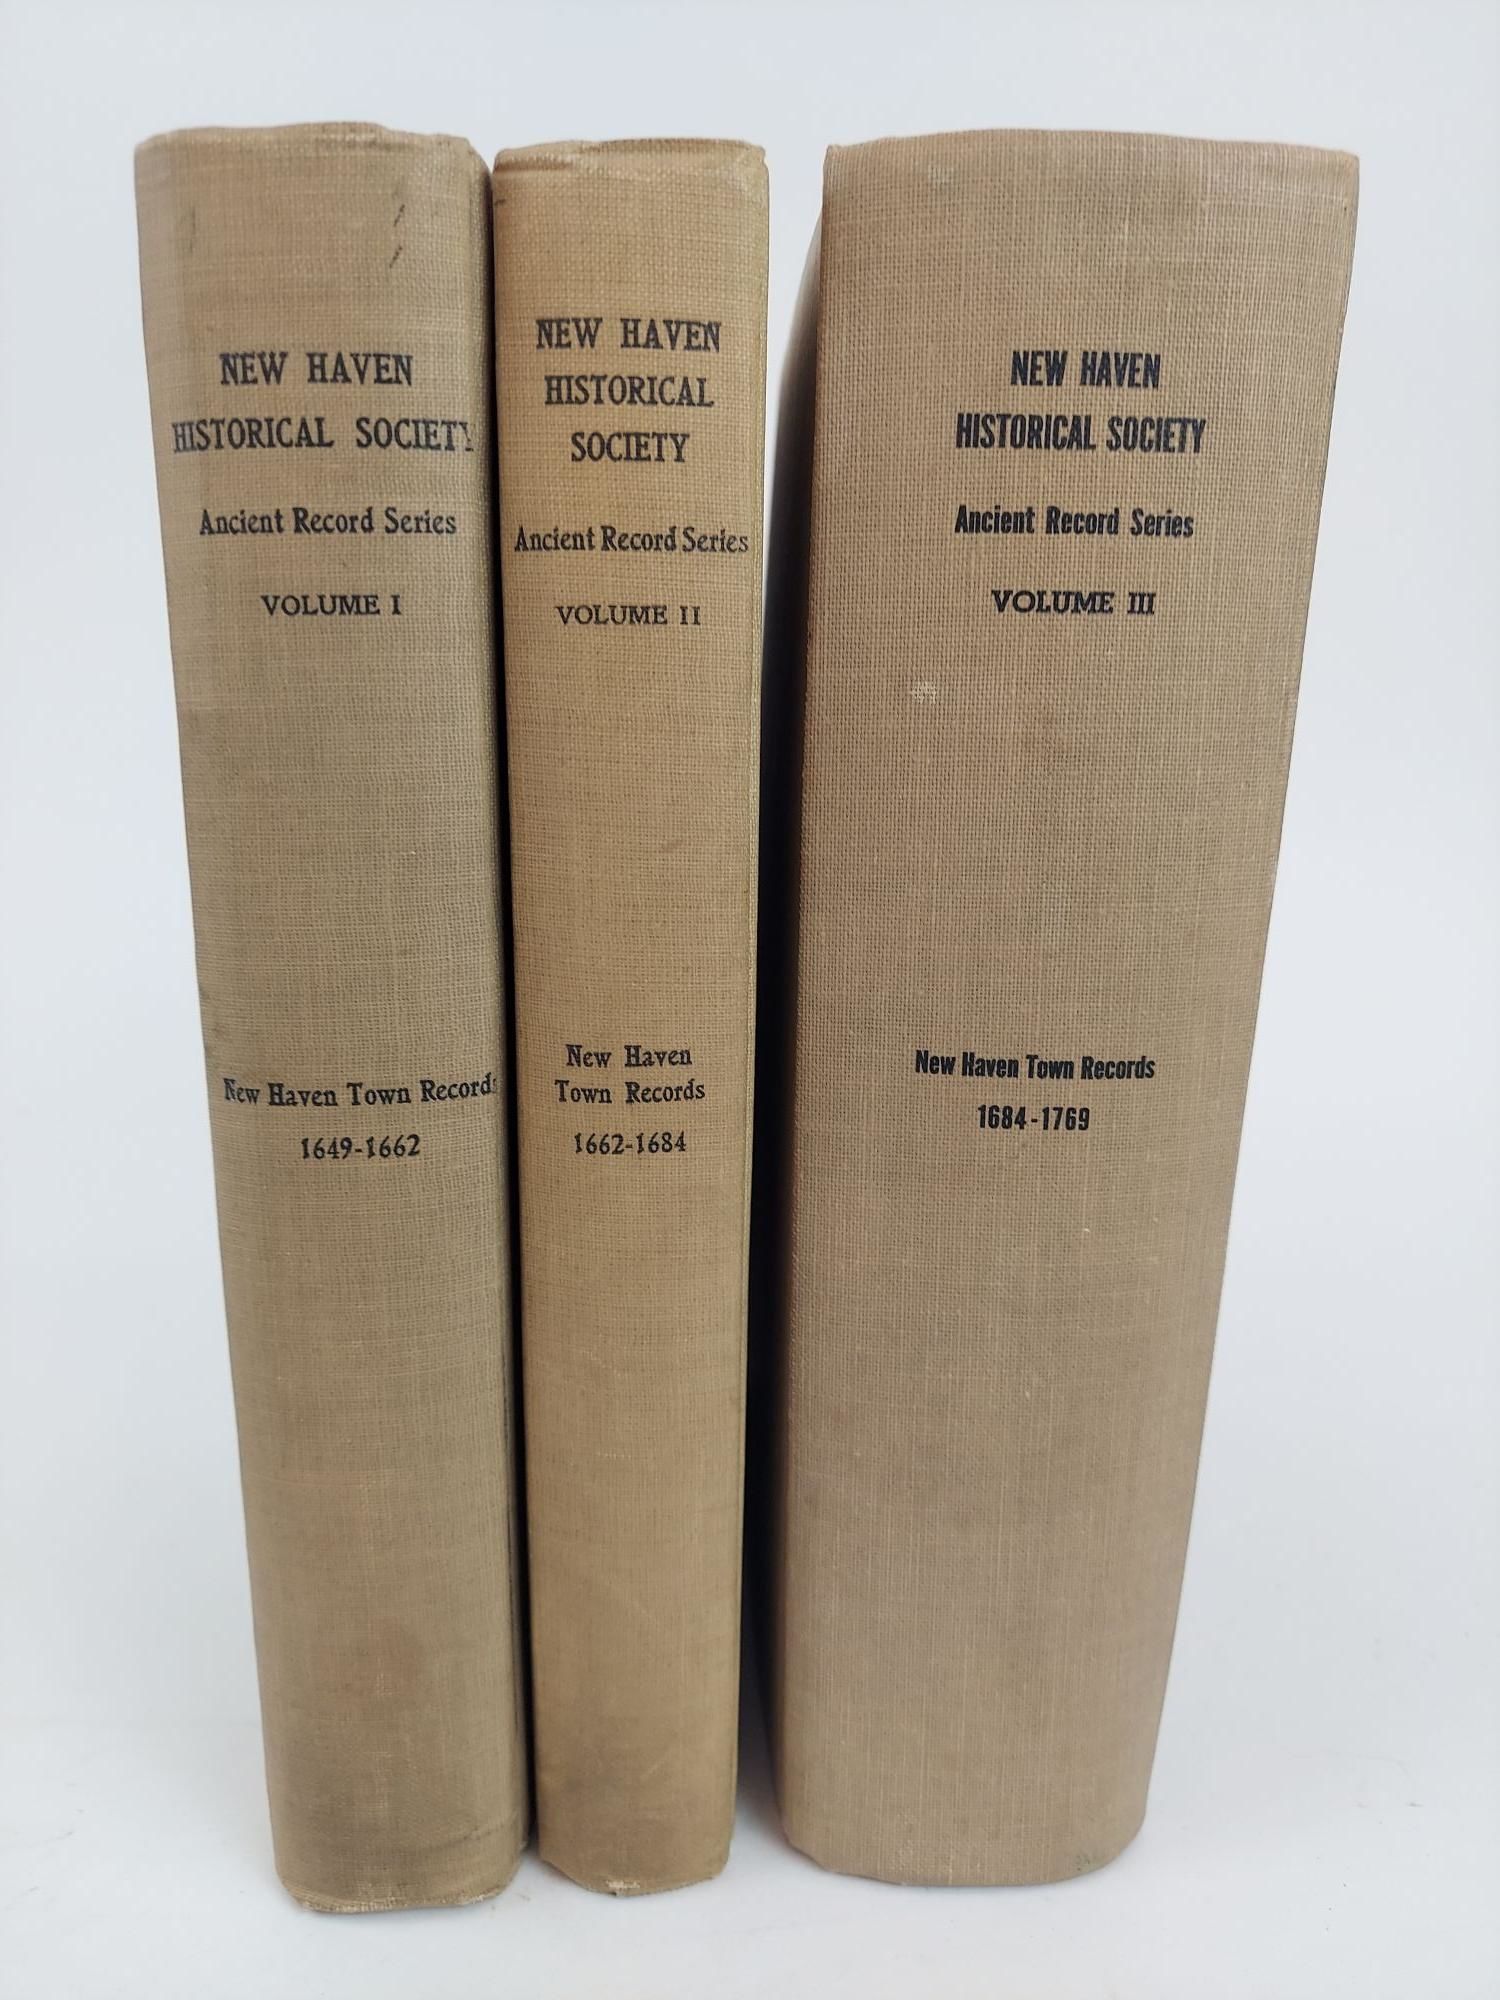 NEW HAVEN
HISTORICAL SOCIETY
Ancient Record Series
VOLUME I
New Haven Town Records
1649-1662
NEW HAVEN
HISTORICAL
SOCIETY
Ancient Record Series
VOLUME II
New Haven
Town Records
1662-1684
NEW HAVEN
HISTORICAL SOCIETY
Ancient Record Series
VOLUME III
New Haven Town Records
1684-1769